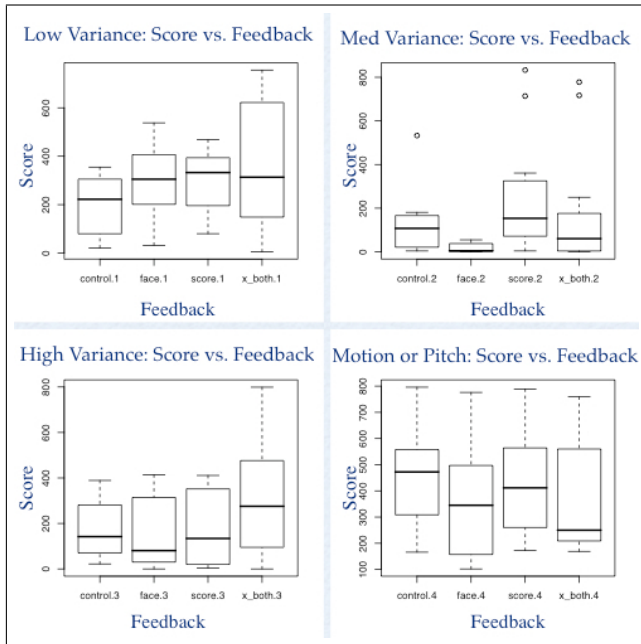 Low Variance: Score vs. Feedback
Score
600
400
200
0
control.1 face.1 score.1 x_both.1
Feedback
Med Variance: Score vs. Feedback
Score
800
600
400
200
0
control.2 face.2 score.2 x_both.2
Feedback
High Variance: Score vs. Feedback
Score
800
600
400
200
0
control.3 face.3 score.3 x_both.3
Feedback
Motion or Pitch: Score vs. Feedback
Score
800
700
600
500
400
300
200
100
control.4 face.4 score.4 x_both.4
Feedback